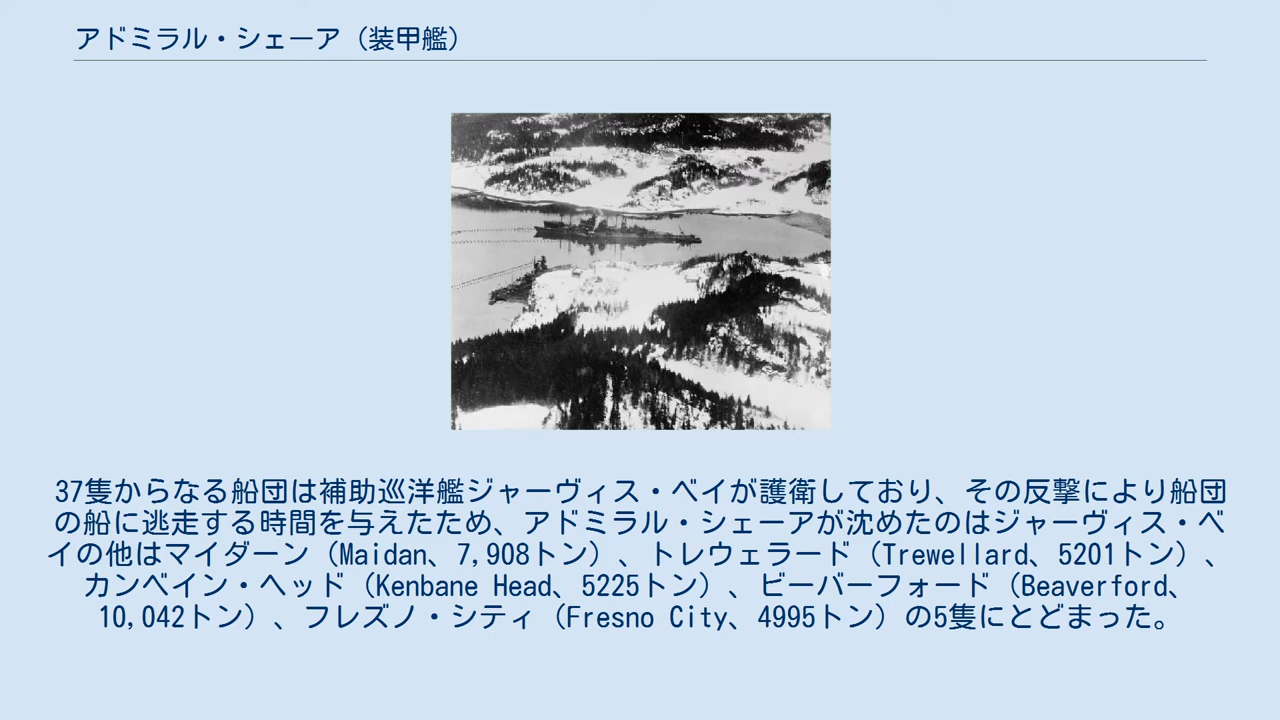 アドミラル・シェーア（装甲艦）
37隻からなる船団は補助巡洋艦ジャーヴィス・ベイが護衛しており、その反撃により船団
の船に逃走する時間を与えたため、アドミラル・シェーアが沈めたのはジャーヴィス・ベ
イの他はマイダーン（Maidan、7,908トン）、トレウェラード（Trewellard、5201トン）、
カンベイン・ヘッド（Kenbane Head、5225トン）、ビーバーフォード（Beaverford、
10,042トン）、フレズノ・シティ（Fresno City、4995トン）の5隻にとどまった。